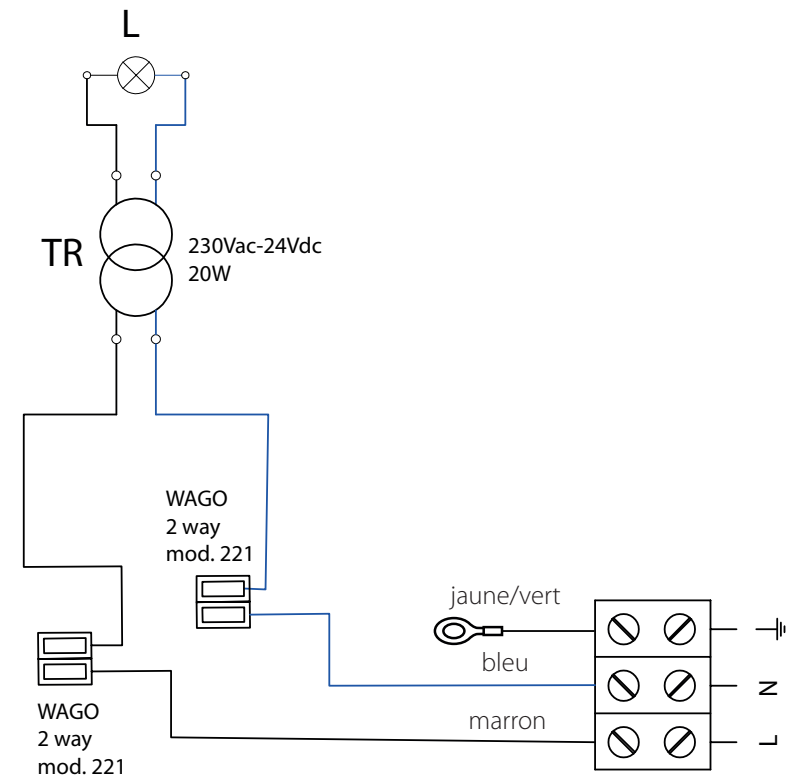 L
TR
230Vac-24Vdc
20W
WAGO
2 way
mod. 221
jaune/vert
bleu
N
marron
L
WAGO
2 way
mod. 221